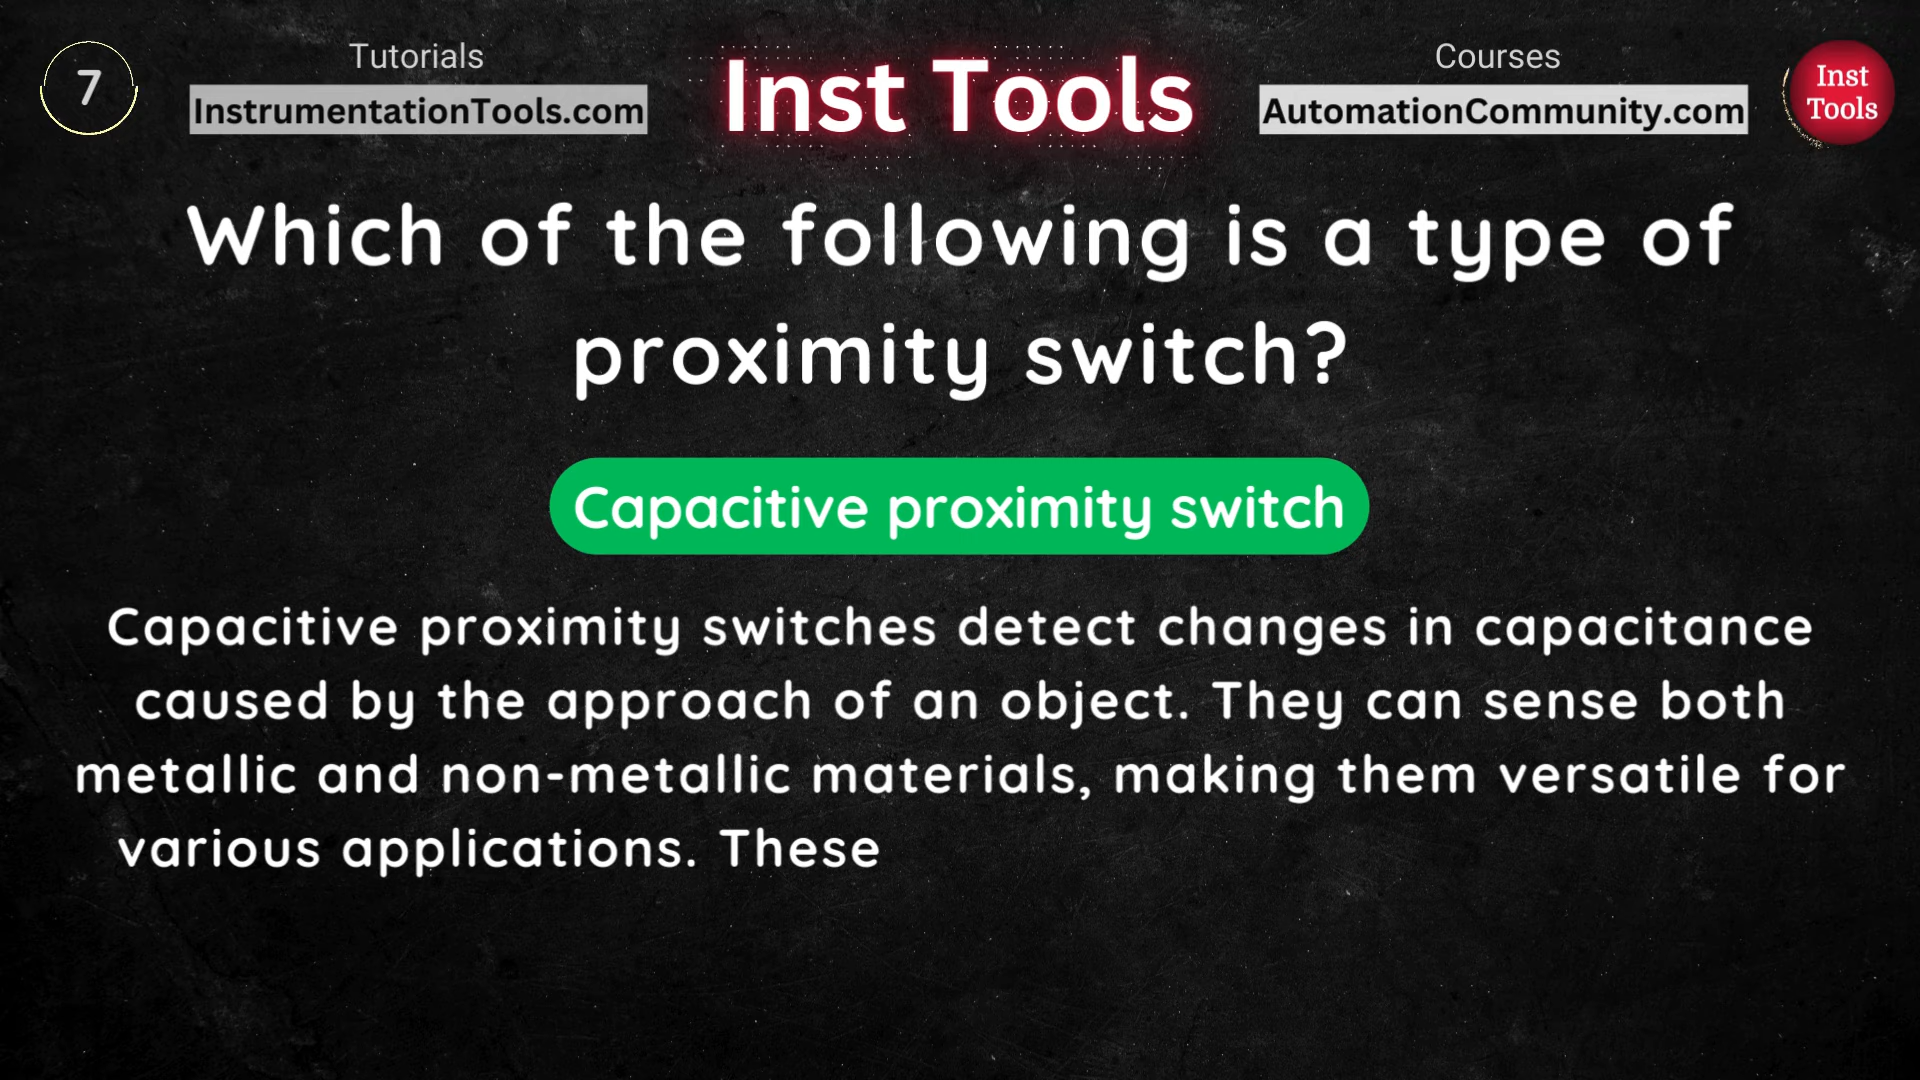 7
Tutorials
InstrumentationTools.com
Inst Tools
Courses
AutomationCommunity.com
Inst
Tools
Which of the following is a type of
proximity switch?
Capacitive proximity switch
Capacitive proximity switches detect changes in capacitance
caused by the approach of an object. They can sense both
metallic and non-metallic materials, making them versatile for
various applications. These